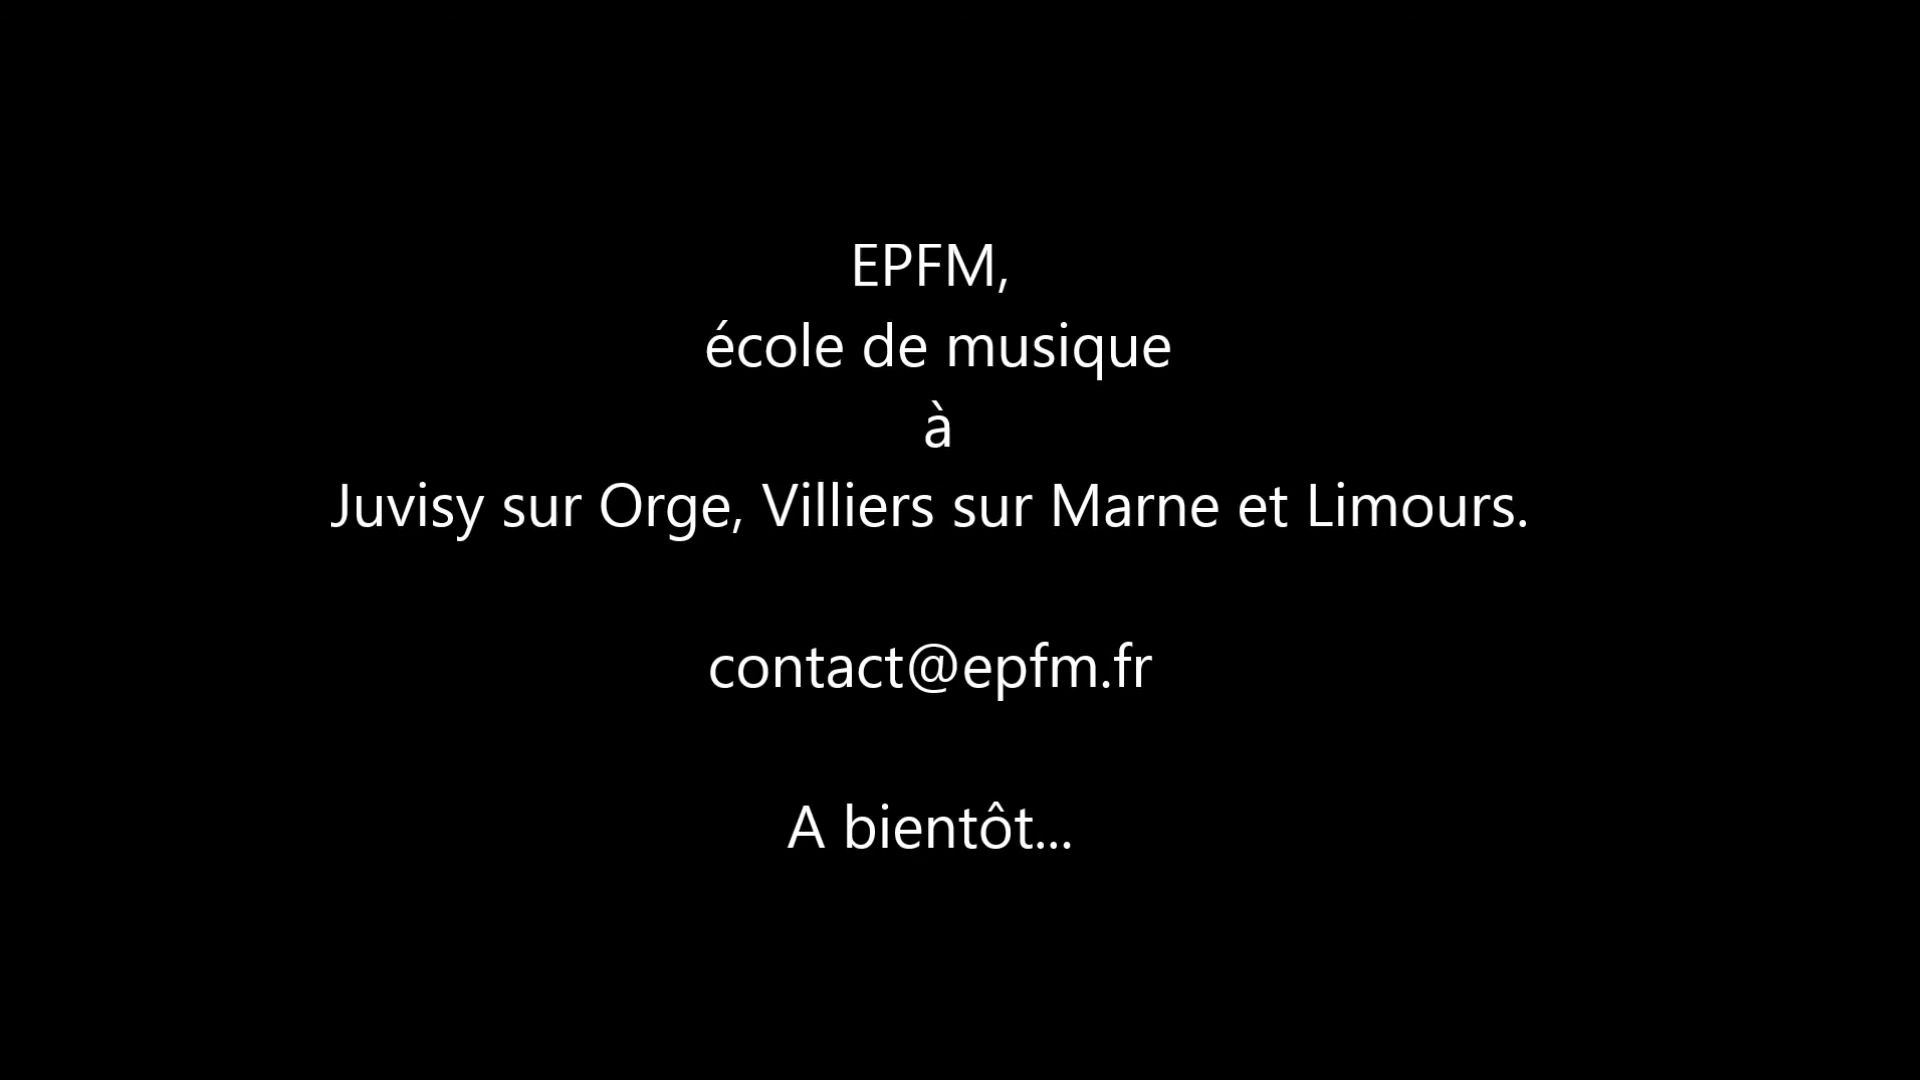 EPFM,
école de musique
à
Juvisy sur Orge, Villiers sur Marne et Limours.
contact@epfm.fr
A bientôt...